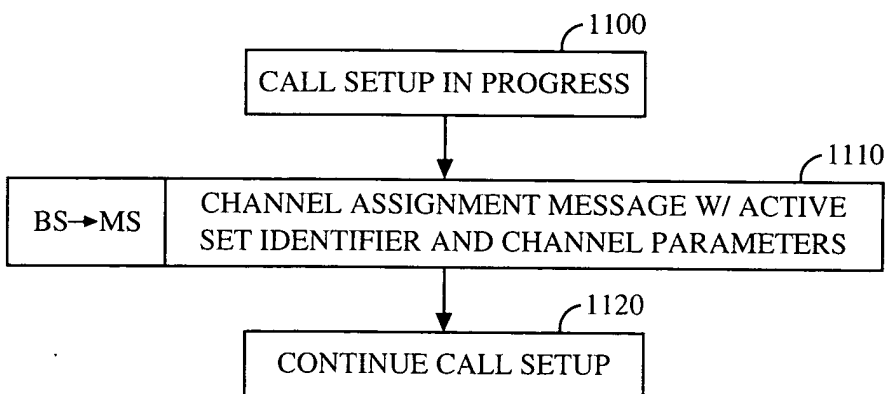 1100
CALL SETUP IN PROGRESS
1110
BS→MS
CHANNEL ASSIGNMENT MESSAGE W/ ACTIVE
SET IDENTIFIER AND CHANNEL PARAMETERS
1120
CONTINUE CALL SETUP